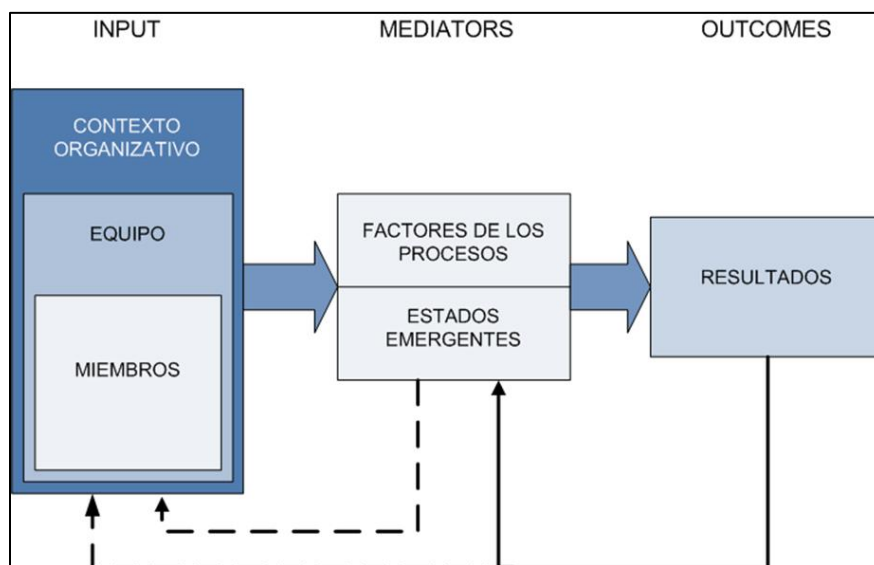 INPUT
MEDIATORS
OUTCOMES
CONTEXTO
ORGANIZATIVO
EQUIPO
MIEMBROS
FACTORES DE LOS
PROCESOS
ESTADOS
EMERGENTES
RESULTADOS